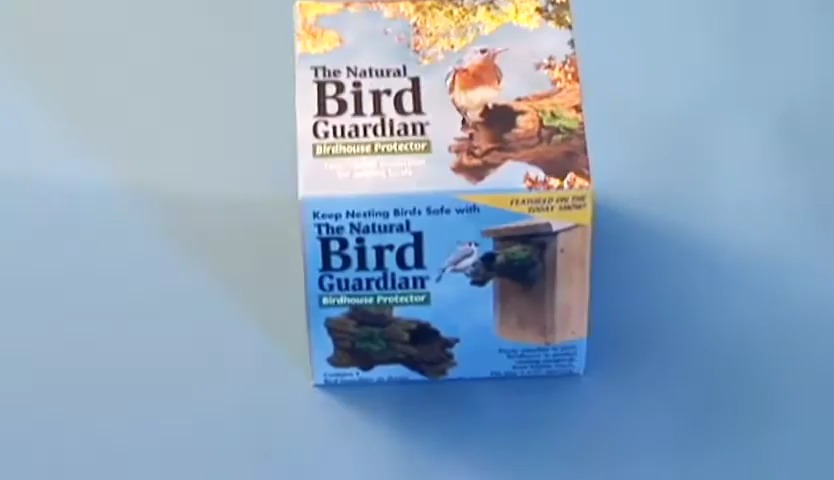 The Natural
Bird
Guardian
Birdhouse Protector
Keep Nesting Birds Safe with
FEATURED ON THE
TODAY SHOW!
The Natural
Bird
Guardian
Birdhouse Protector